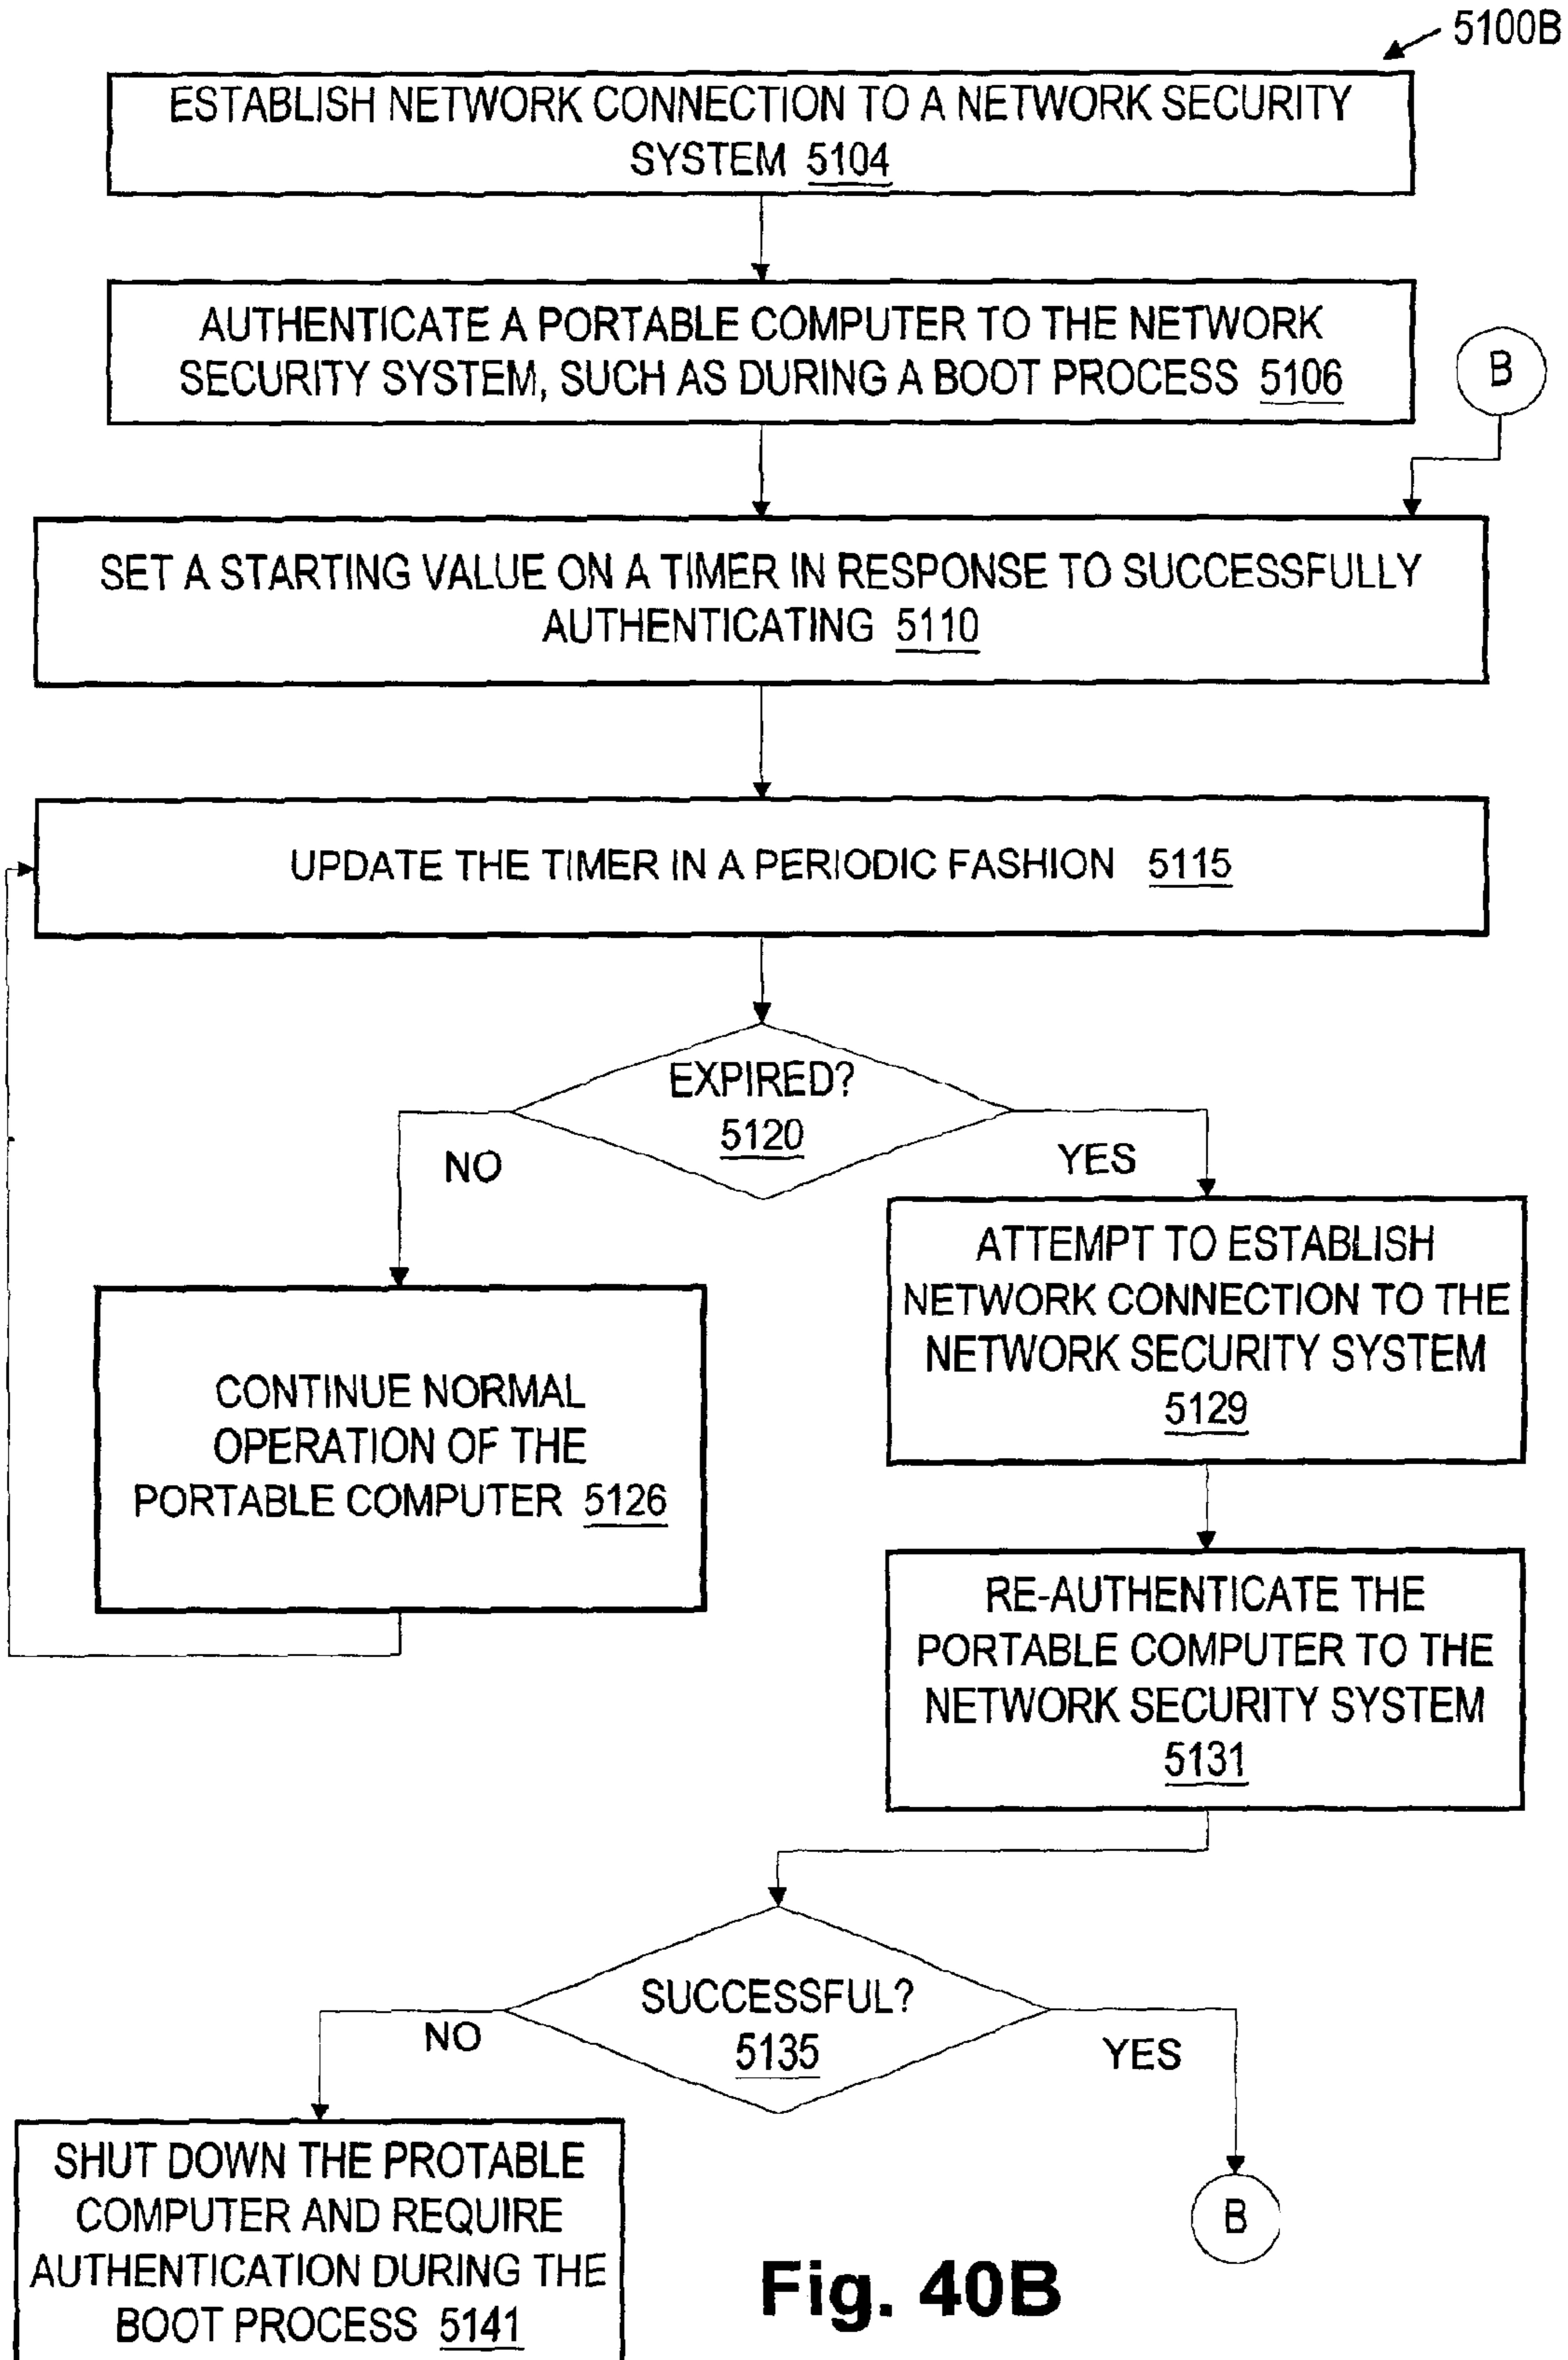 5100B
ESTABLISH NETWORK CONNECTION TO A NETWORK SECURITY
SYSTEM 5104
AUTHENTICATE A PORTABLE COMPUTER TO THE NETWORK
SECURITY SYSTEM, SUCH AS DURING A BOOT PROCESS 5106
B
SET A STARTING VALUE ON A TIMER IN RESPONSE TO SUCCESSFULLY
AUTHENTICATING 5110
UPDATE THE TIMER IN A PERIODIC FASHION 5115
EXPIRED?
5120
NO
YES
CONTINUE NORMAL
OPERATION OF THE
PORTABLE COMPUTER 5126
ATTEMPT TO ESTABLISH
NETWORK CONNECTION TO THE
NETWORK SECURITY SYSTEM
5129
RE-AUTHENTICATE THE
PORTABLE COMPUTER TO THE
NETWORK SECURITY SYSTEM
5131
SUCCESSFUL?
5135
NO
YES
SHUT DOWN THE PROTABLE
COMPUTER AND REQUIRE
AUTHENTICATION DURING THE
BOOT PROCESS 5141
B
Fig. 40B